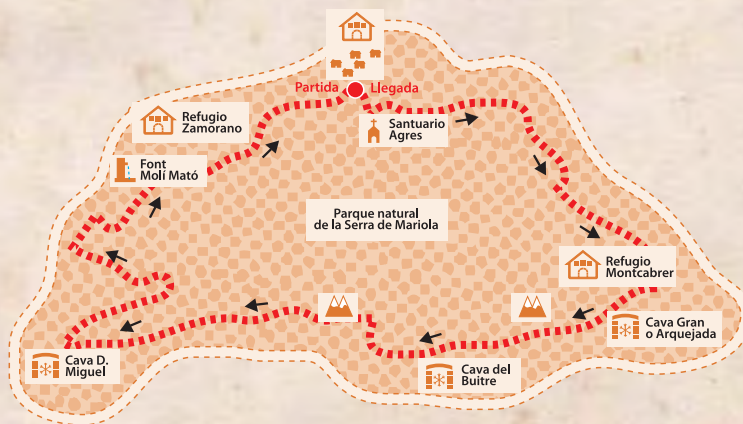 Partida
Llegada
Refugio
Zamorano
Santuario
Agres
Font
Molí Mató
Parque natural
de la Serra de Mariola
Refugio
Montcabrer
Cava Gran
o Arquejada
Cava D.
Miguel
Cava del
Buitre